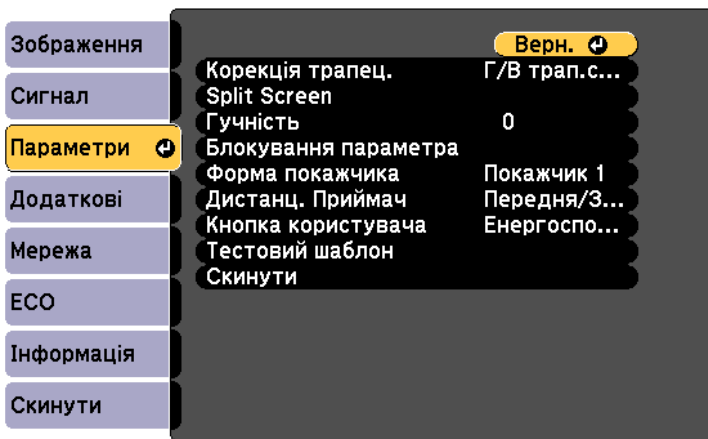 Зображення
Сигнал
Параметри
Додаткові
Мережа
ECO
Інформація
Скинути
Верн.
Корекція трапец. Г/В трап.с...
Split Screen
Гучність 0
Блокування параметра
Форма покажчика Покажчик 1
Дистанц. Приймач Передня/З...
Кнопка користувача Енергоспо...
Тестовий шаблон
Скинути